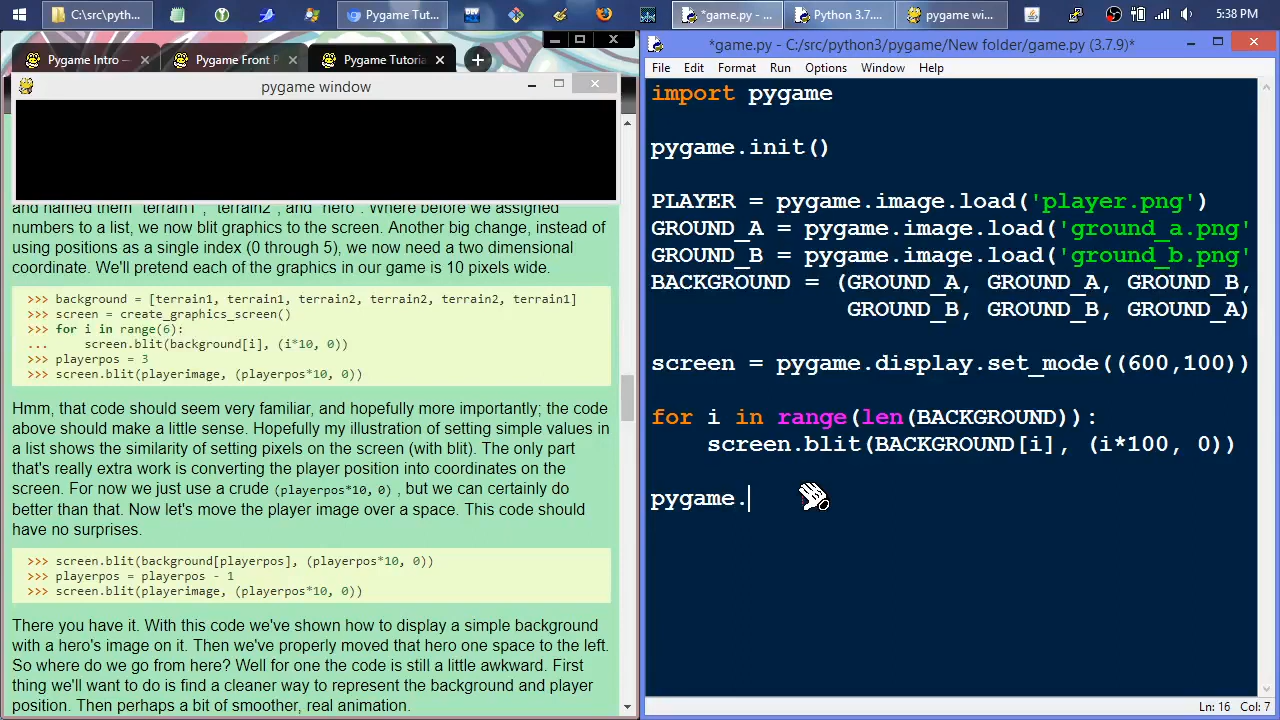 C:\src\pytho...
Pygame Tut...
*game.py - ...
Python 3.7....
pygame wi...
5:38 PM
Pygame Intro —
Pygame Front P
Pygame Tutoria
pygame window
and named them "terrain1", "terrain2", and "hero". Where before we assigned
numbers to a list, we now blit graphics to the screen. Another big change, instead of
using positions as a single index (0 through 5), we now need a two dimensional
coordinate. We'll pretend each of the graphics in our game is 10 pixels wide.
>>> background = [terrain1, terrain1, terrain2, terrain2, terrain2, terrain1]
>>> screen = create_graphics_screen()
>>> for i in range(6):
...     screen.blit(background[i], (i*10, 0))
>>> playerpos = 3
>>> screen.blit(playerimage, (playerpos*10, 0))
Hmm, that code should seem very familiar, and hopefully more importantly; the code
above should make a little sense. Hopefully my illustration of setting simple values in
a list shows the similarity of setting pixels on the screen (with blit). The only part
that's really extra work is converting the player position into coordinates on the
screen. For now we just use a crude (playerpos*10, 0) , but we can certainly do
better than that. Now let's move the player image over a space. This code should
have no surprises.
>>> screen.blit(background[playerpos], (playerpos*10, 0))
>>> playerpos = playerpos - 1
>>> screen.blit(playerimage, (playerpos*10, 0))
There you have it. With this code we've shown how to display a simple background
with a hero's image on it. Then we've properly moved that hero one space to the left.
So where do we go from here? Well for one the code is still a little awkward. First
thing we'll want to do is find a cleaner way to represent the background and player
position. Then perhaps a bit of smoother, real animation.
*game.py - C:/src/python3/pygame/New folder/game.py (3.7.9)*
File Edit Format Run Options Window Help
import pygame
pygame.init()
PLAYER = pygame.image.load('player.png')
GROUND_A = pygame.image.load('ground_a.png'
GROUND_B = pygame.image.load('ground_b.png'
BACKGROUND = (GROUND_A, GROUND_A, GROUND_B,
GROUND_B, GROUND_B, GROUND_A)
screen = pygame.display.set_mode((600,100))
for i in range(len(BACKGROUND)):
    screen.blit(BACKGROUND[i], (i*100, 0))
pygame.
Ln: 16 Col: 7